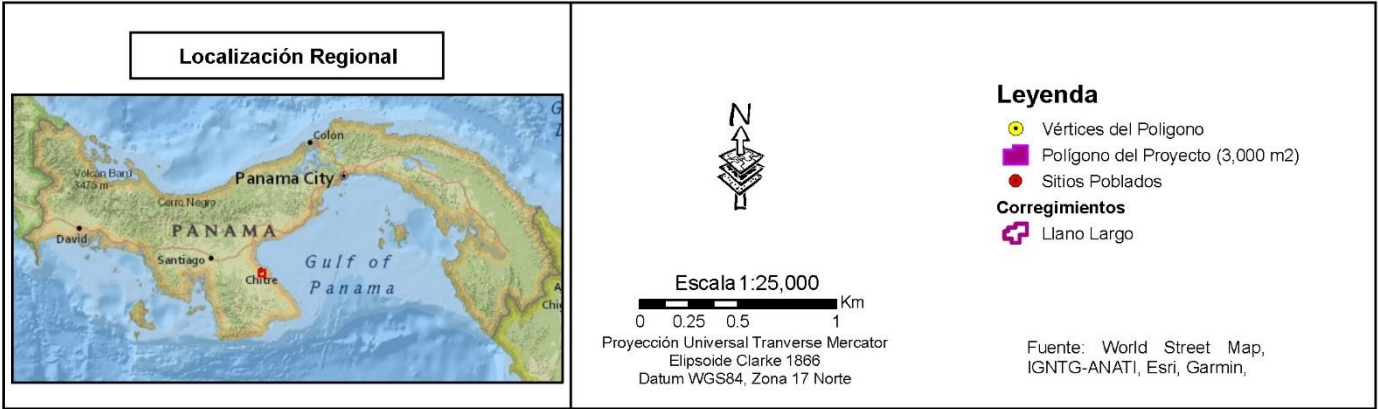 Localización Regional
Colón
Volcán Barú
3475 m
Panama City
Cerro Negro
PANAMA
David
Santiago
Gulf of
Panama
Chitre
N
Escala 1:25,000
Km
0 0.25 0.5 1
Proyección Universal Tranverse Mercator
Elipsoide Clarke 1866
Datum WGS84, Zona 17 Norte
Leyenda
Vértices del Poligono
Polígono del Proyecto (3,000 m2)
Sitios Poblados
Corregimientos
Llano Largo
Fuente: World Street Map,
IGNTG-ANATI, Esri, Garmin,